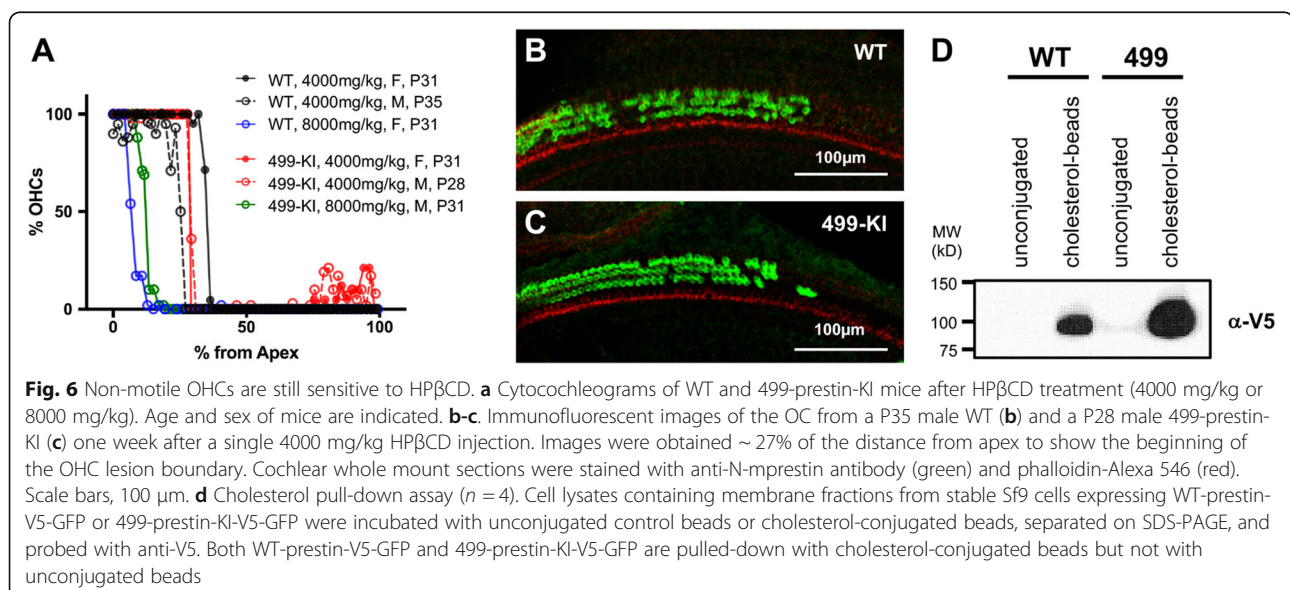 A
WT, 4000mg/kg, F, P31
WT, 4000mg/kg, M, P35
WT, 8000mg/kg, F, P31
499-KI, 4000mg/kg, F, P31
499-KI, 4000mg/kg, M, P28
499-KI, 8000mg/kg, M, P31
100
50
0
% OHCs
0
50
100
% from Apex
B
WT
100µm
C
499-KI
100µm
D
WT
499
unconjugated
cholesterol-beads
unconjugated
cholesterol-beads
MW
(kD)
150
100
75
α-V5
Fig. 6 Non-motile OHCs are still sensitive to HPβCD. a Cytocochleograms of WT and 499-prestin-KI mice after HPβCD treatment (4000 mg/kg or
8000 mg/kg). Age and sex of mice are indicated. b-c. Immunofluorescent images of the OC from a P35 male WT (b) and a P28 male 499-prestin-
KI (c) one week after a single 4000 mg/kg HPβCD injection. Images were obtained ~ 27% of the distance from apex to show the beginning of
the OHC lesion boundary. Cochlear whole mount sections were stained with anti-N-mprestin antibody (green) and phalloidin-Alexa 546 (red).
Scale bars, 100 μm. d Cholesterol pull-down assay (n = 4). Cell lysates containing membrane fractions from stable Sf9 cells expressing WT-prestin-
V5-GFP or 499-prestin-KI-V5-GFP were incubated with unconjugated control beads or cholesterol-conjugated beads, separated on SDS-PAGE, and
probed with anti-V5. Both WT-prestin-V5-GFP and 499-prestin-KI-V5-GFP are pulled-down with cholesterol-conjugated beads but not with
unconjugated beads